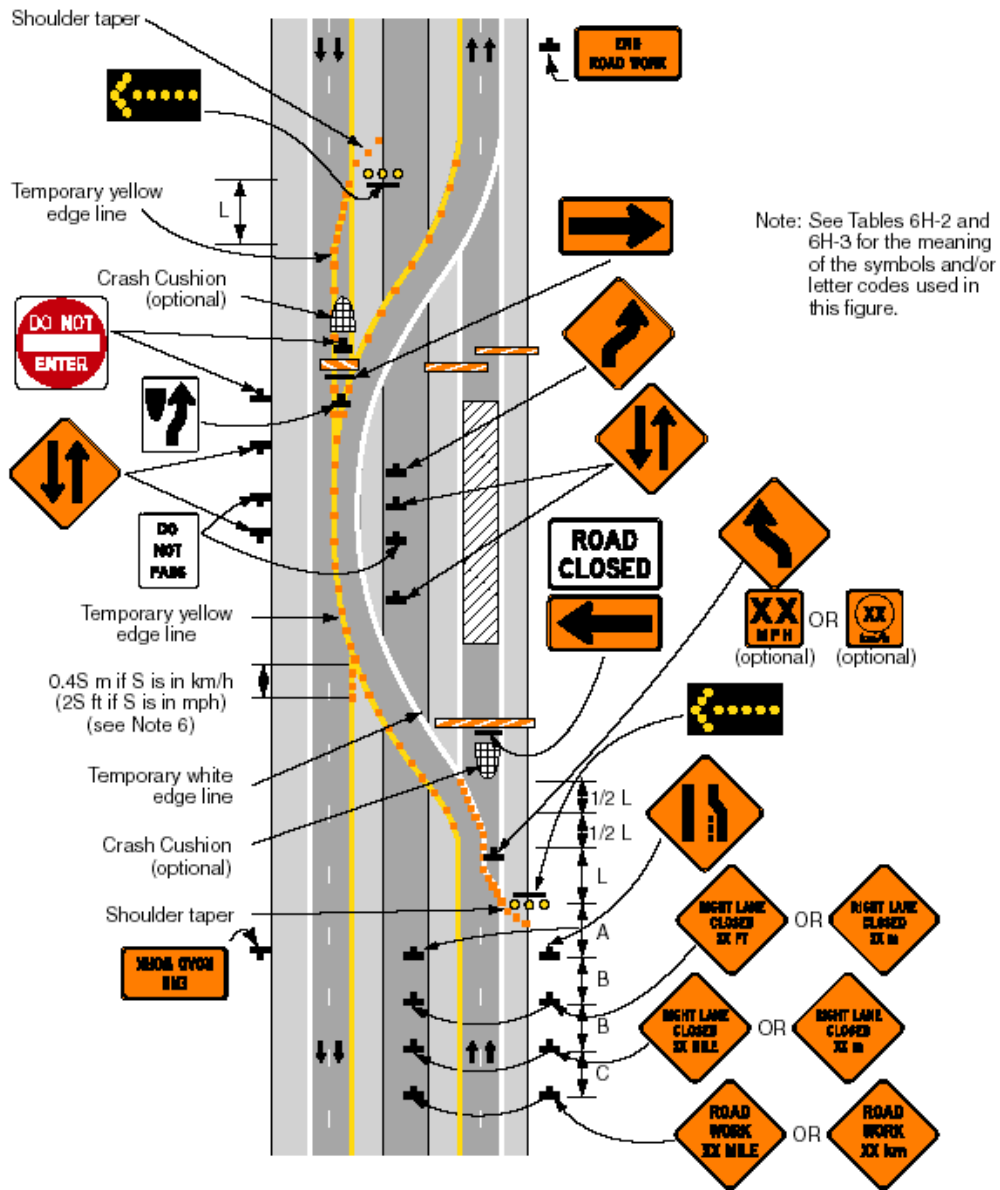 Shoulder taper
END
ROAD WORK
Temporary yellow
edge line
L
Note: See Tables 6H-2 and
6H-3 for the meaning
of the symbols and/or
letter codes used in
this figure.
Crash Cushion
(optional)
DO NOT
ENTER
DO
NOT
PASS
ROAD
CLOSED
XX
MPH
OR
XX
km/h
(optional)
(optional)
Temporary yellow
edge line
0.4S m if S is in km/h
(2S ft if S is in mph)
(see Note 6)
Temporary white
edge line
1/2 L
1/2 L
Crash Cushion
(optional)
L
Shoulder taper
A
RIGHT LANE
CLOSED
XX FT
OR
RIGHT LANE
CLOSED
XX m
END
ROAD WORK
B
B
RIGHT LANE
CLOSED
XX MILE
OR
RIGHT LANE
CLOSED
XX m
C
ROAD
WORK
XX MILE
OR
ROAD
WORK
XX km